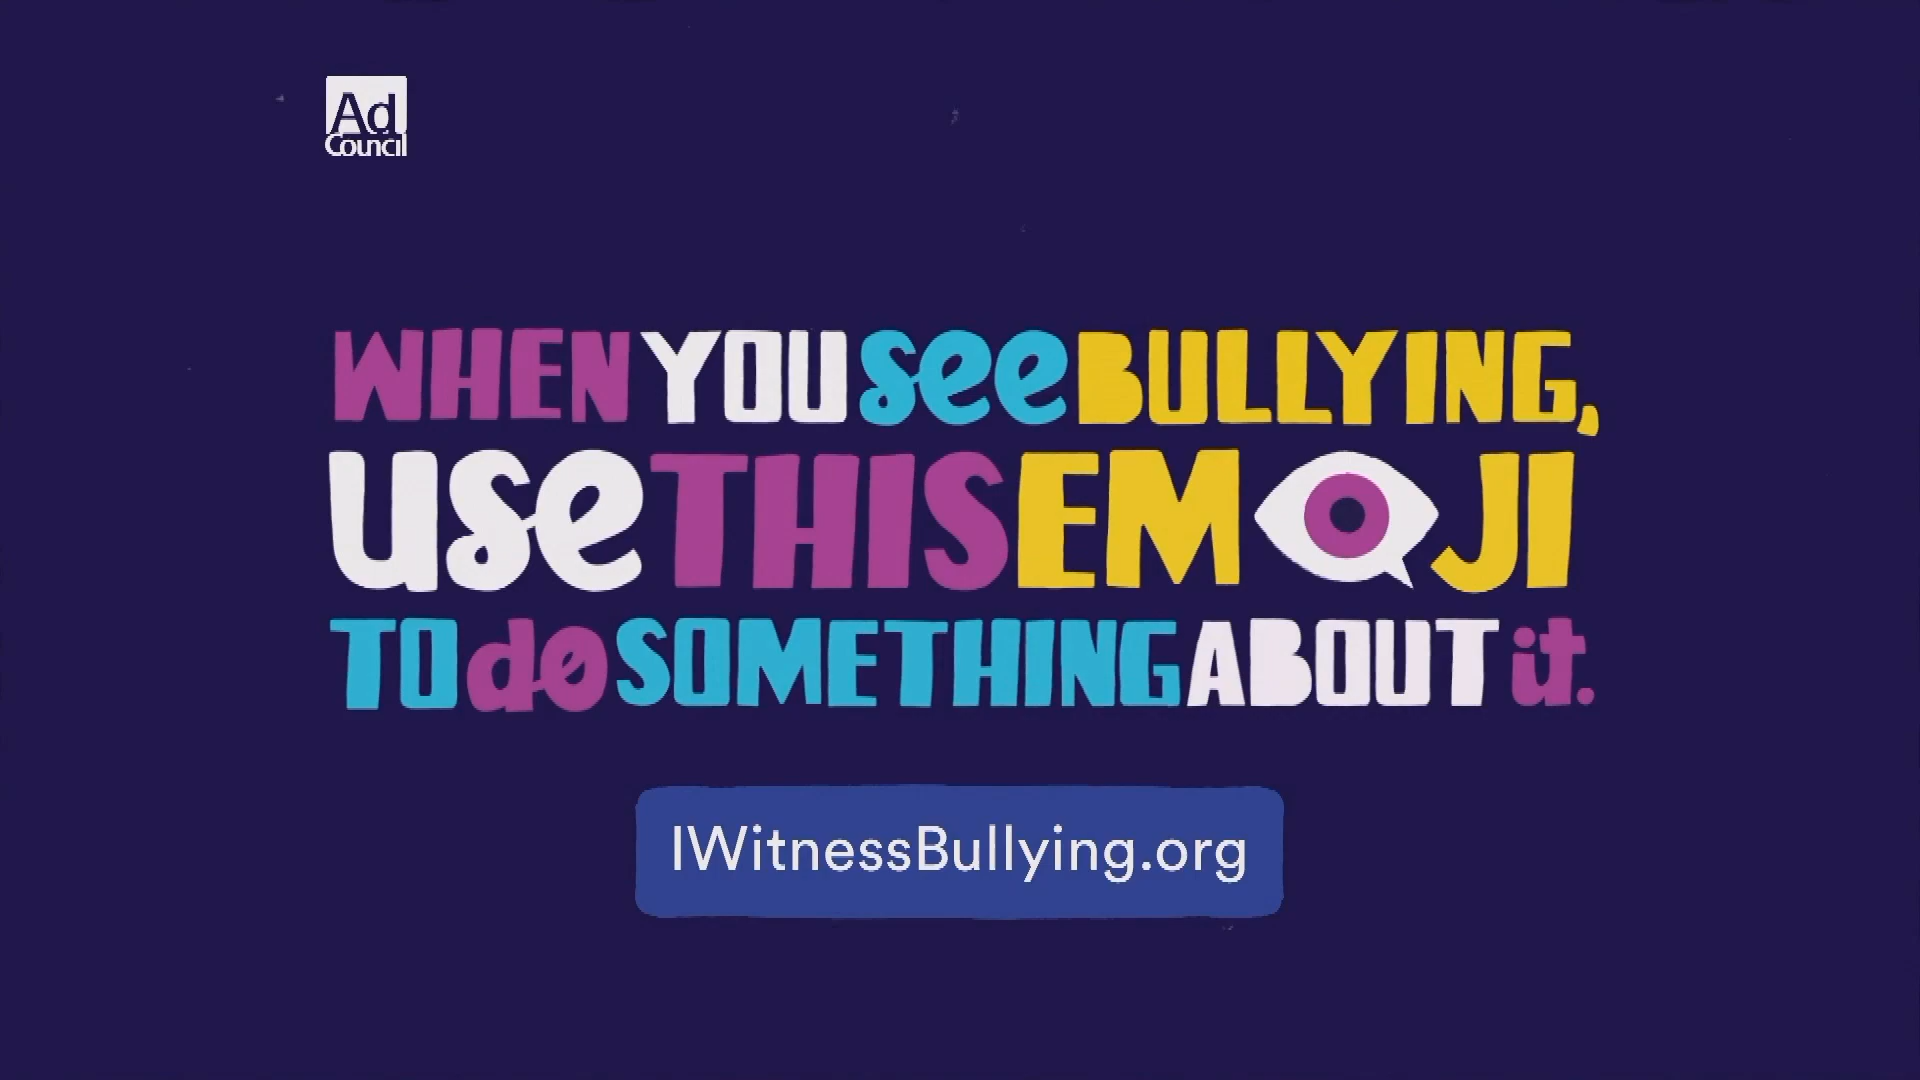 Ad
Council
WHEN YOU see BULLYING,
USE THIS EMOJI
TO do SOMETHING ABOUT it.
IWitnessBullying.org